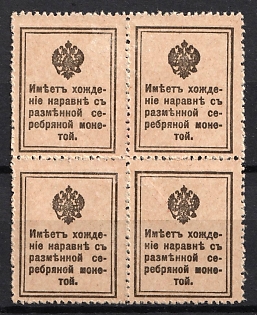 Имѣетъ хожде-
ніе наравнѣ съ
размѣнной се-
ребряной моне-
той.
Имѣетъ хожде-
ніе наравнѣ съ
размѣнной се-
ребряной моне-
той.
Имѣетъ хожде-
ніе наравнѣ съ
размѣнной се-
ребряной моне-
той.
Имѣетъ хожде-
ніе наравнѣ съ
размѣнной се-
ребряной моне-
той.